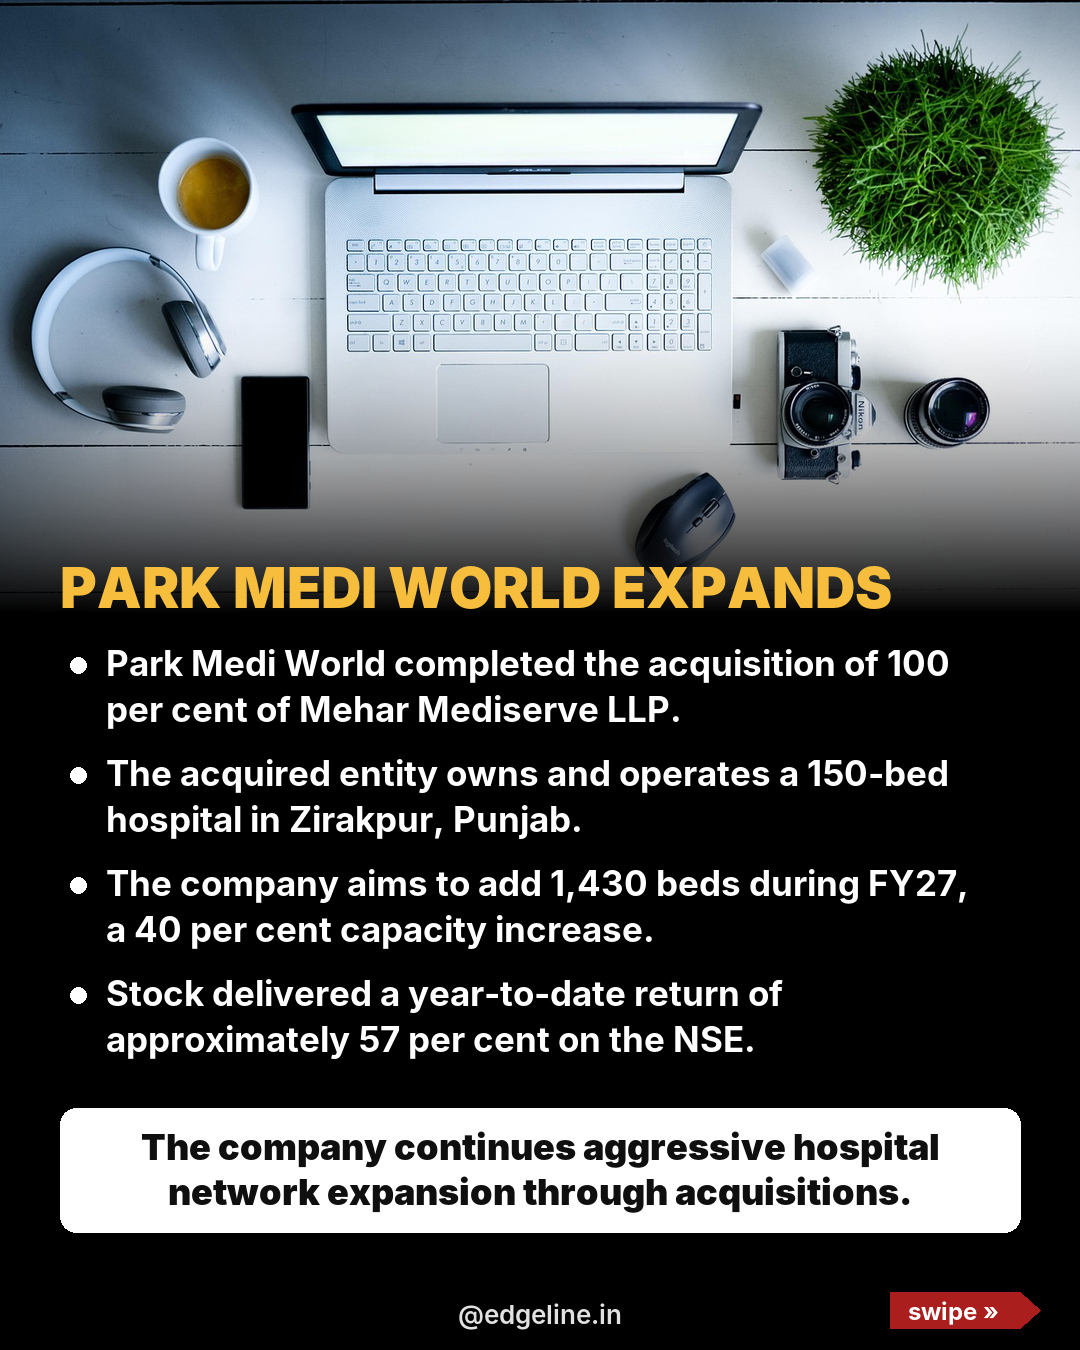 ASUS
Nikon
PARK MEDI WORLD EXPANDS
Park Medi World completed the acquisition of 100
per cent of Mehar Mediserve LLP.
The acquired entity owns and operates a 150-bed
hospital in Zirakpur, Punjab.
The company aims to add 1,430 beds during FY27,
a 40 per cent capacity increase.
Stock delivered a year-to-date return of
approximately 57 per cent on the NSE.
The company continues aggressive hospital
network expansion through acquisitions.
@edgeline.in
swipe »